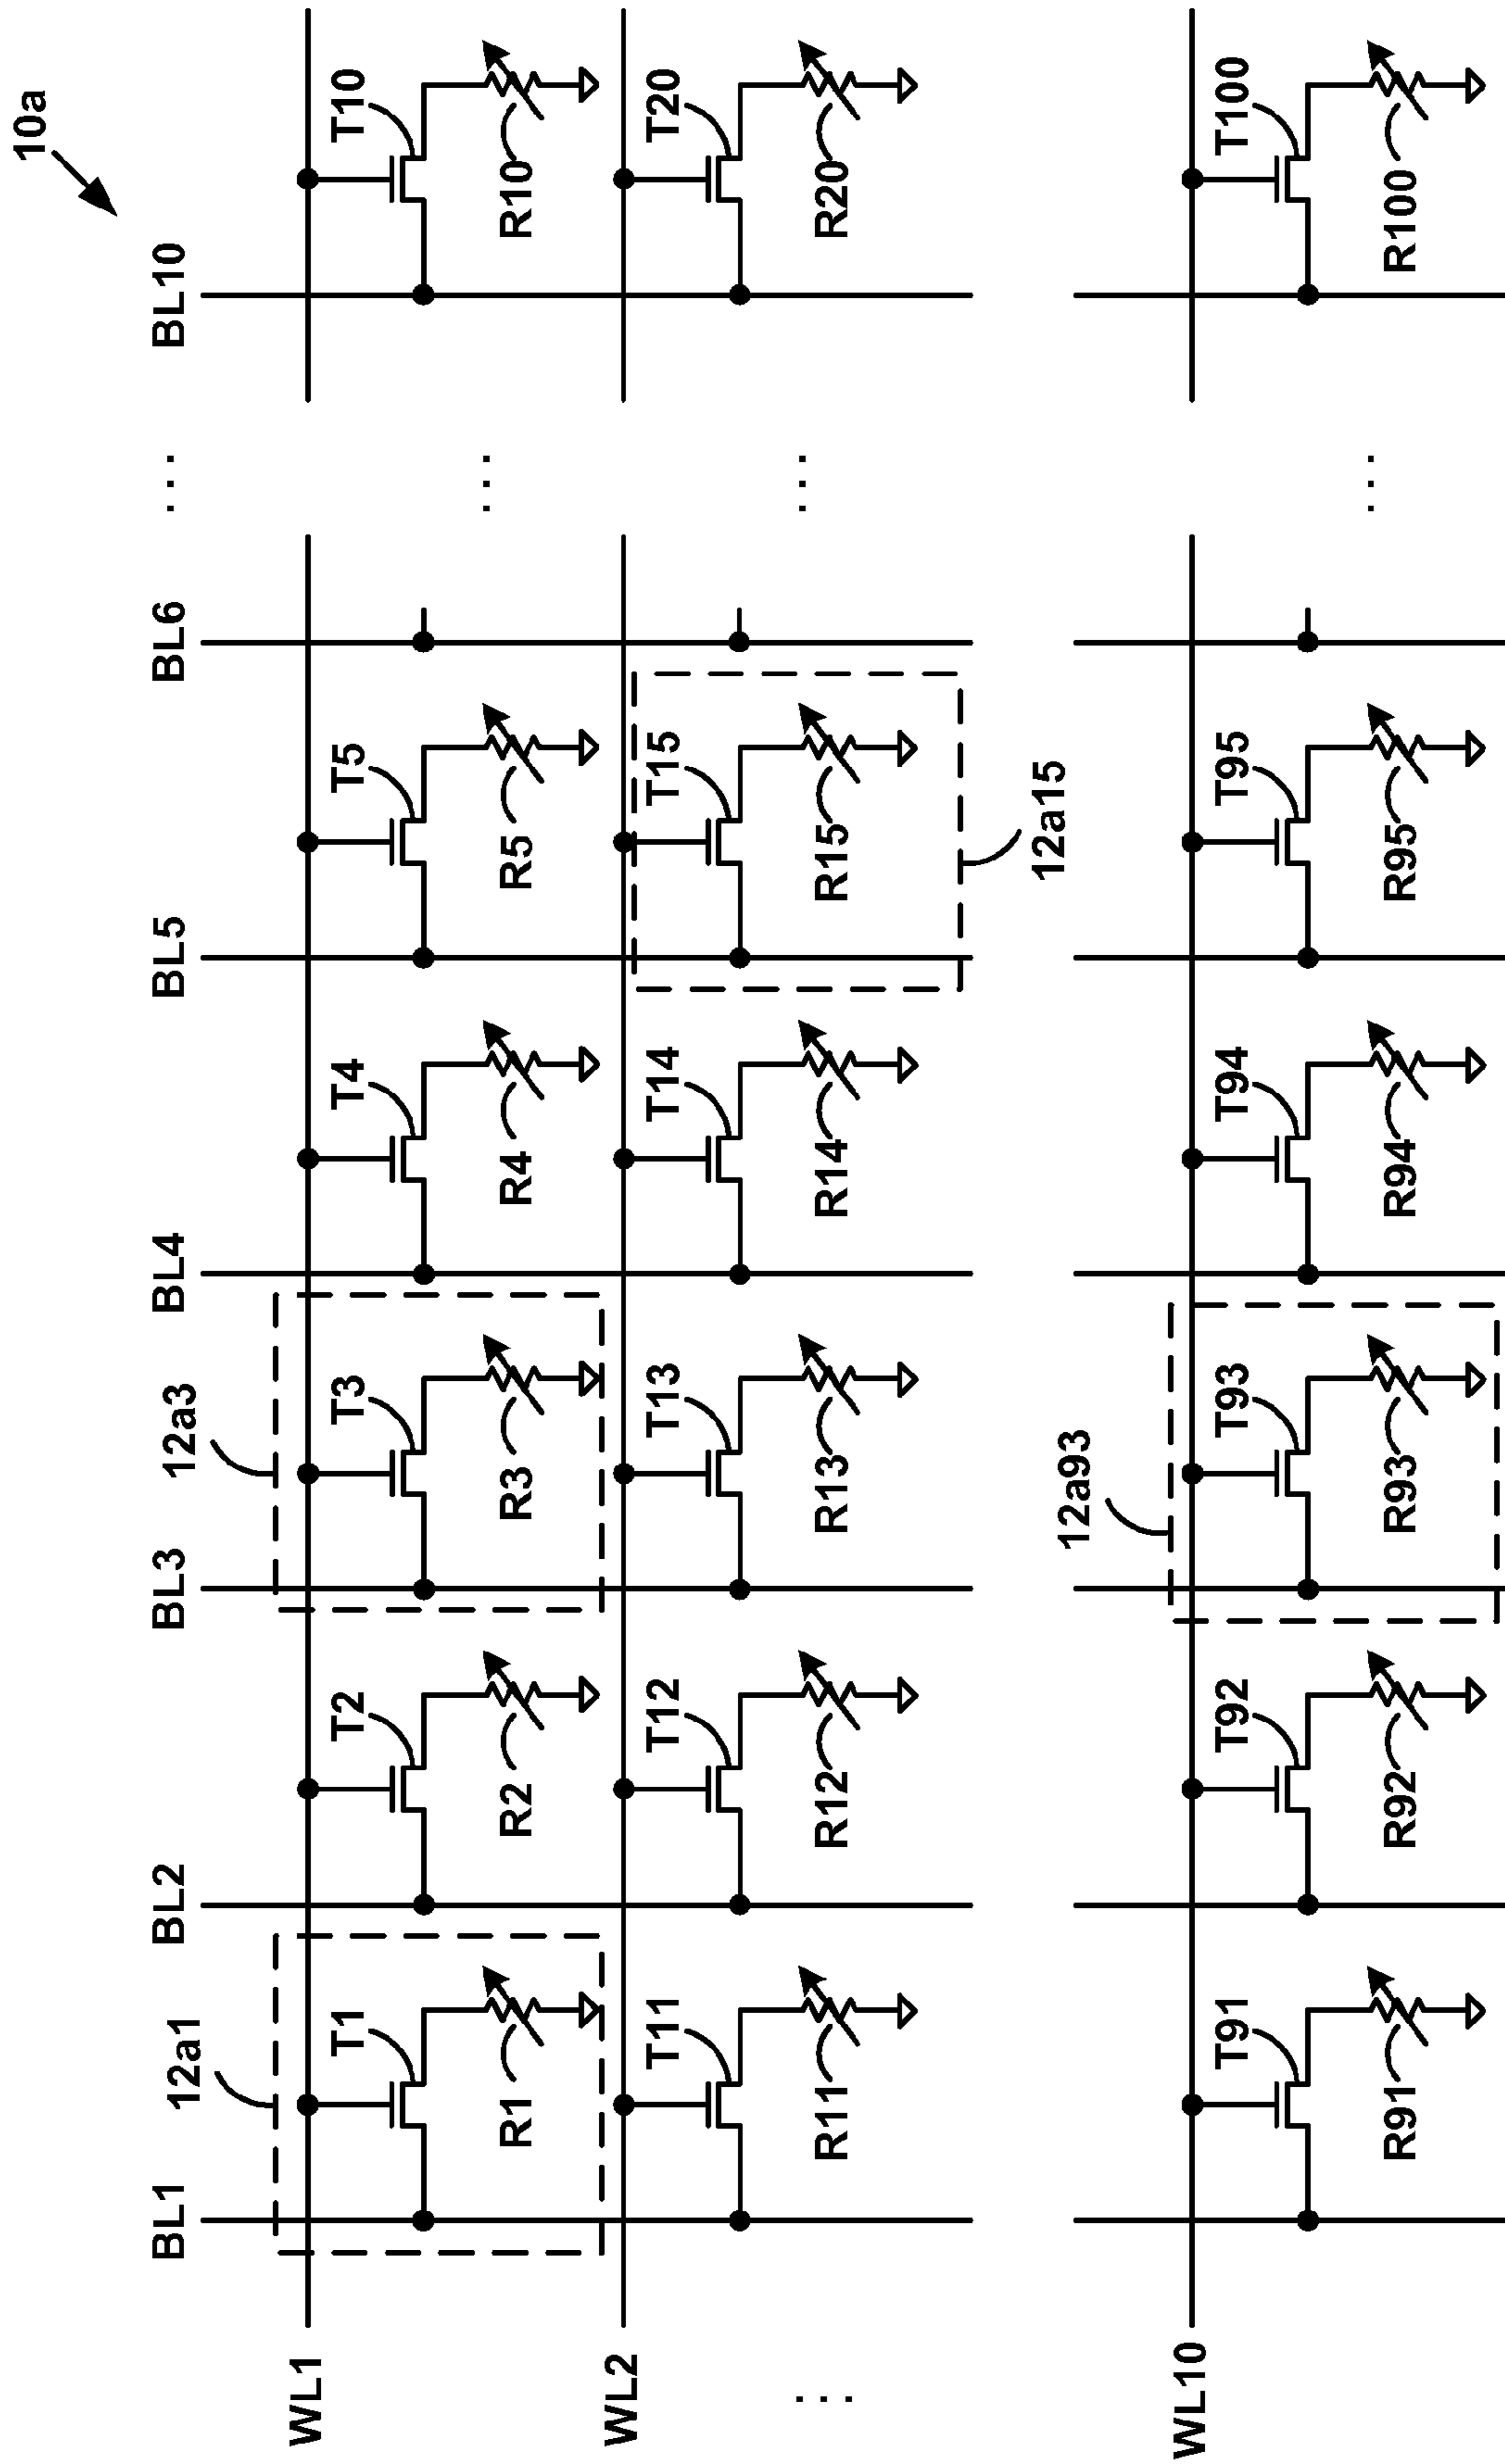 10a
BL1 BL2 BL3 BL4 BL5 BL6 ... BL10
12a1 12a3
WL1
T1 T2 T3 T4 T5 T10
R1 R2 R3 R4 R5 ... R10
WL2
T11 T12 T13 T14 T15 T20
... R11 R12 R13 R14 R15 ... R20
12a15
12a93
WL10
T91 T92 T93 T94 T95 T100
R91 R92 R93 R94 R95 ... R100